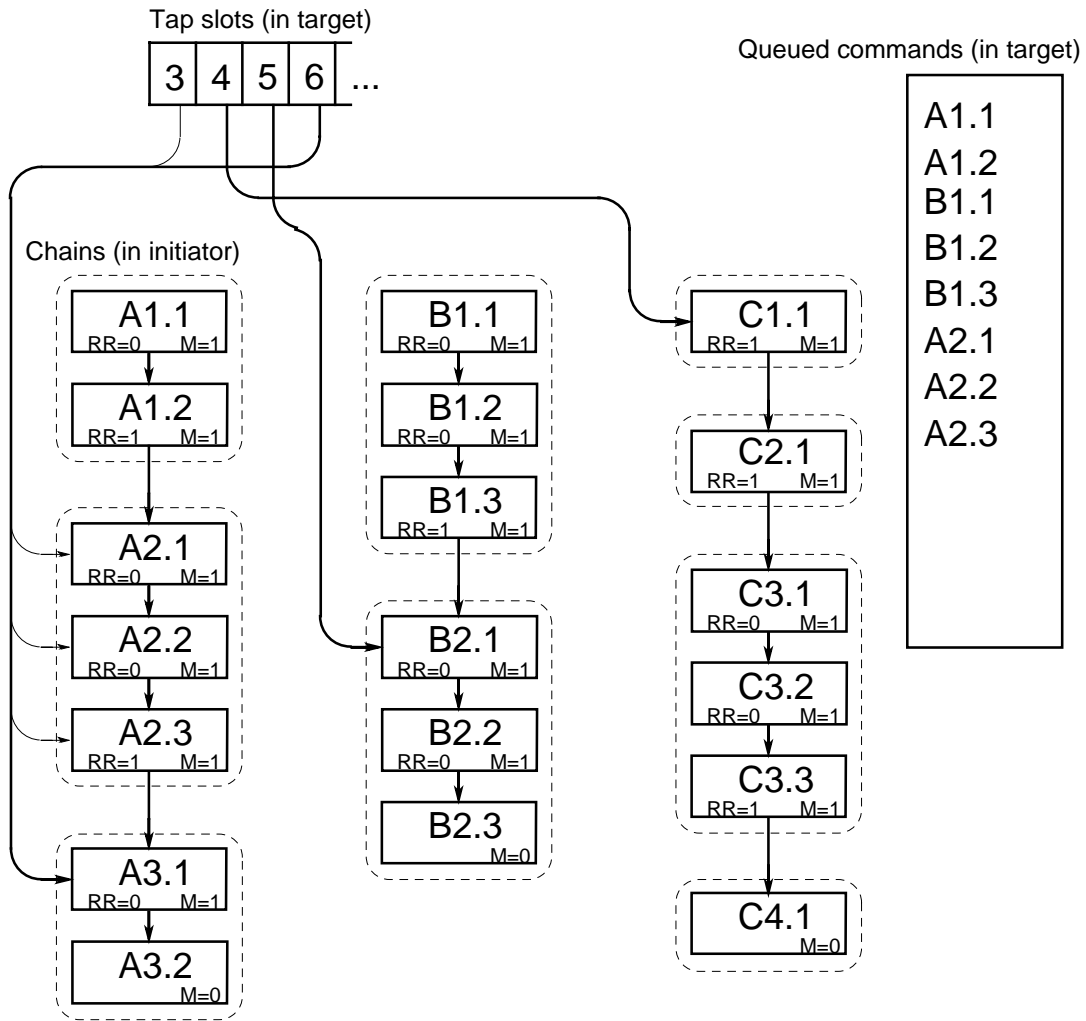 Tap slots (in target)
3 4 5 6 ...
Queued commands (in target)
A1.1
A1.2
B1.1
B1.2
B1.3
A2.1
A2.2
A2.3
Chains (in initiator)
A1.1
RR=0 M=1
A1.2
RR=1 M=1
A2.1
RR=0 M=1
A2.2
RR=0 M=1
A2.3
RR=1 M=1
A3.1
RR=0 M=1
A3.2
M=0
B1.1
RR=0 M=1
B1.2
RR=0 M=1
B1.3
RR=1 M=1
B2.1
RR=0 M=1
B2.2
RR=0 M=1
B2.3
M=0
C1.1
RR=1 M=1
C2.1
RR=1 M=1
C3.1
RR=0 M=1
C3.2
RR=0 M=1
C3.3
RR=1 M=1
C4.1
M=0